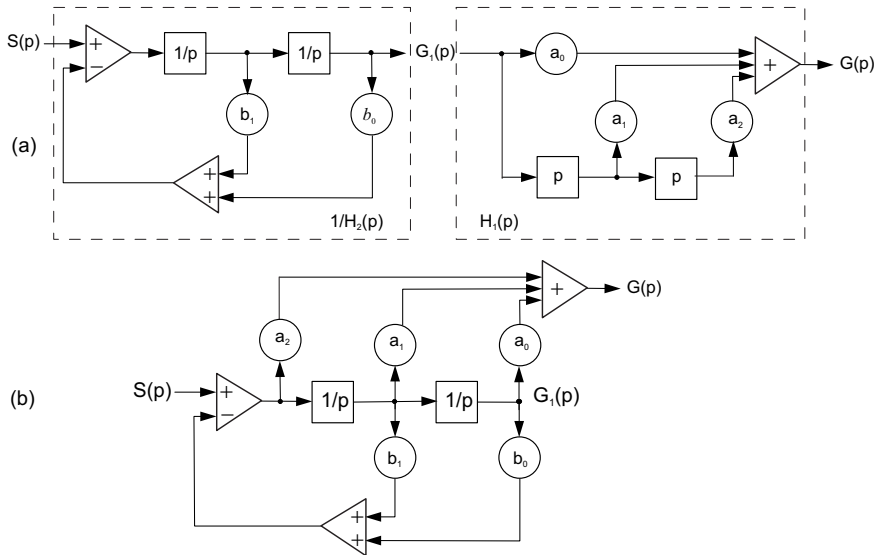 (a)
S(p)
+
−
1/p
1/p
G₁(p)
b₁
b₀
+
+
1/H₂(p)
a₀
a₁
a₂
p
p
+
G(p)
H₁(p)
(b)
S(p)
+
−
a₂
a₁
a₀
+
G(p)
1/p
1/p
G₁(p)
b₁
b₀
+
+